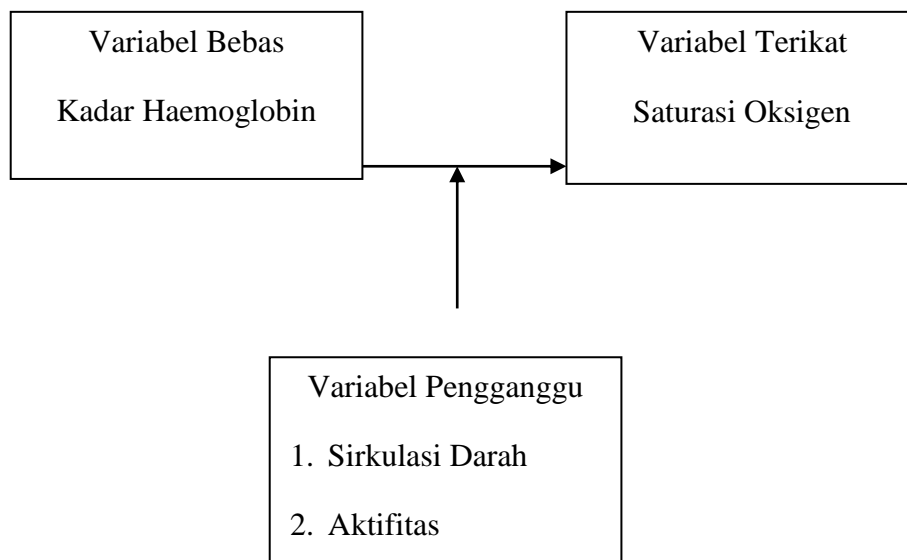 Variabel Bebas
Kadar Haemoglobin
Variabel Terikat
Saturasi Oksigen
Variabel Pengganggu
1. Sirkulasi Darah
2. Aktifitas